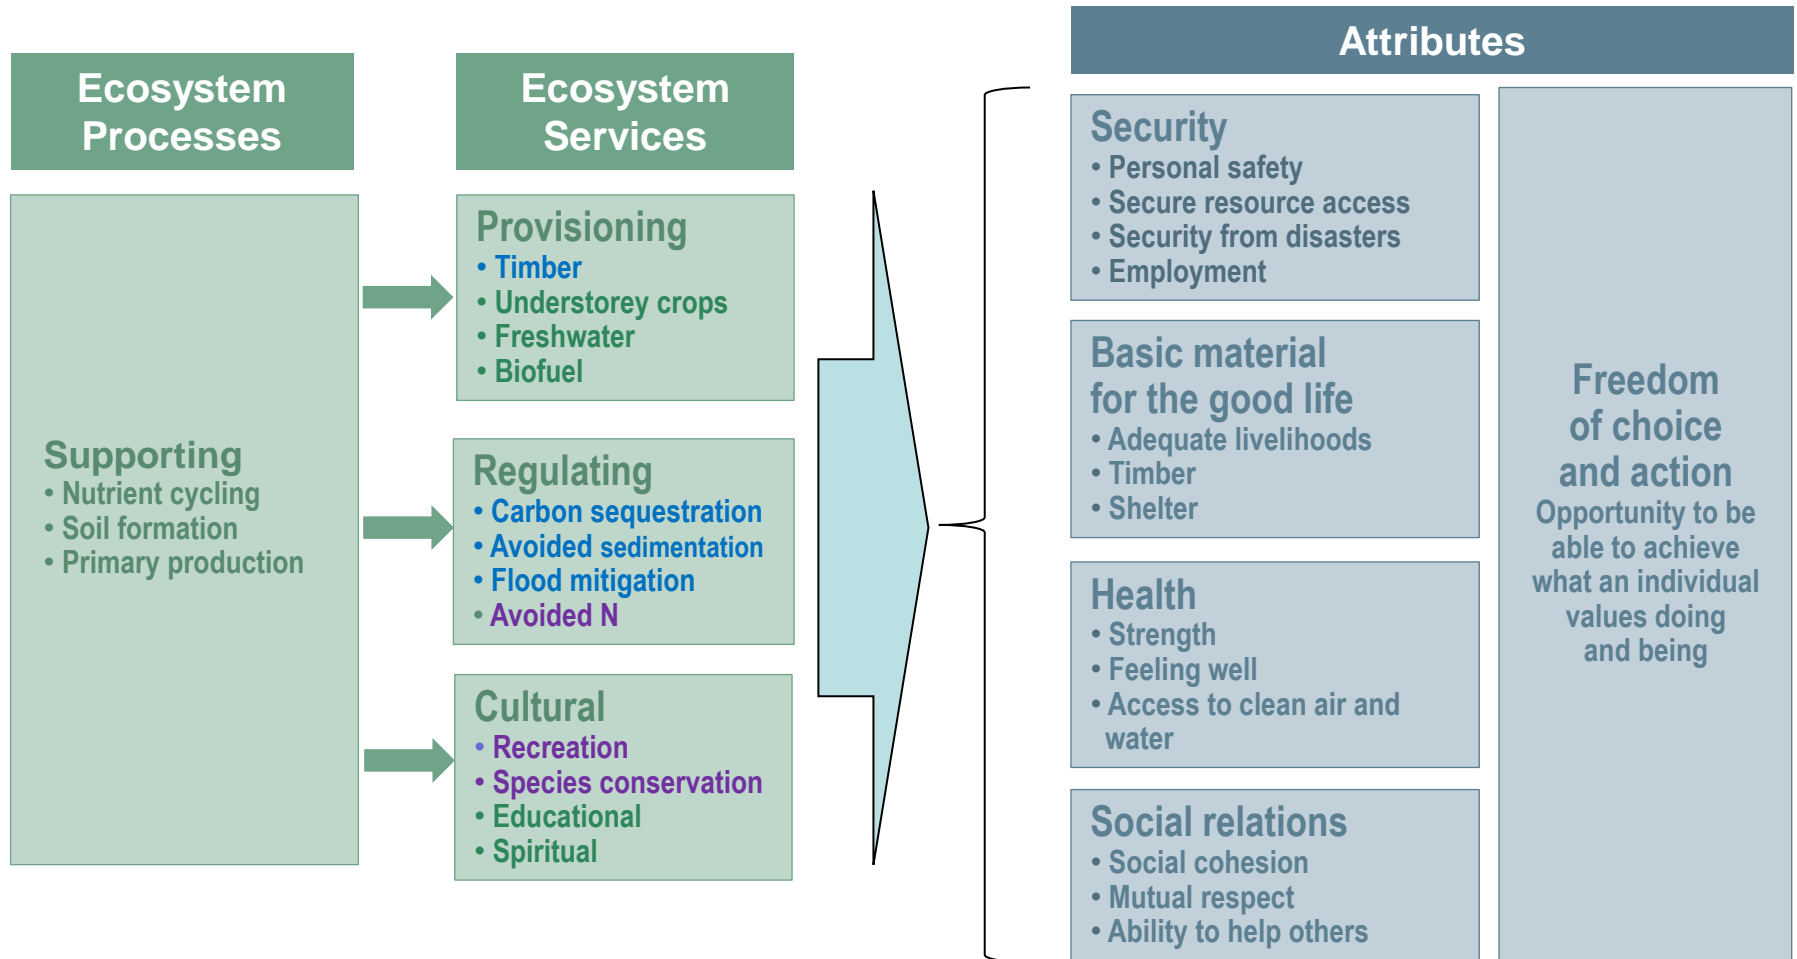 Ecosystem
Processes
Supporting
• Nutrient cycling
• Soil formation
• Primary production
Ecosystem
Services
Provisioning
• Timber
• Understorey crops
• Freshwater
• Biofuel
Regulating
• Carbon sequestration
• Avoided sedimentation
• Flood mitigation
• Avoided N
Cultural
• Recreation
• Species conservation
• Educational
• Spiritual
Attributes
Security
• Personal safety
• Secure resource access
• Security from disasters
• Employment
Basic material
for the good life
• Adequate livelihoods
• Timber
• Shelter
Health
• Strength
• Feeling well
• Access to clean air and
water
Social relations
• Social cohesion
• Mutual respect
• Ability to help others
Freedom
of choice
and action
Opportunity to be
able to achieve
what an individual
values doing
and being